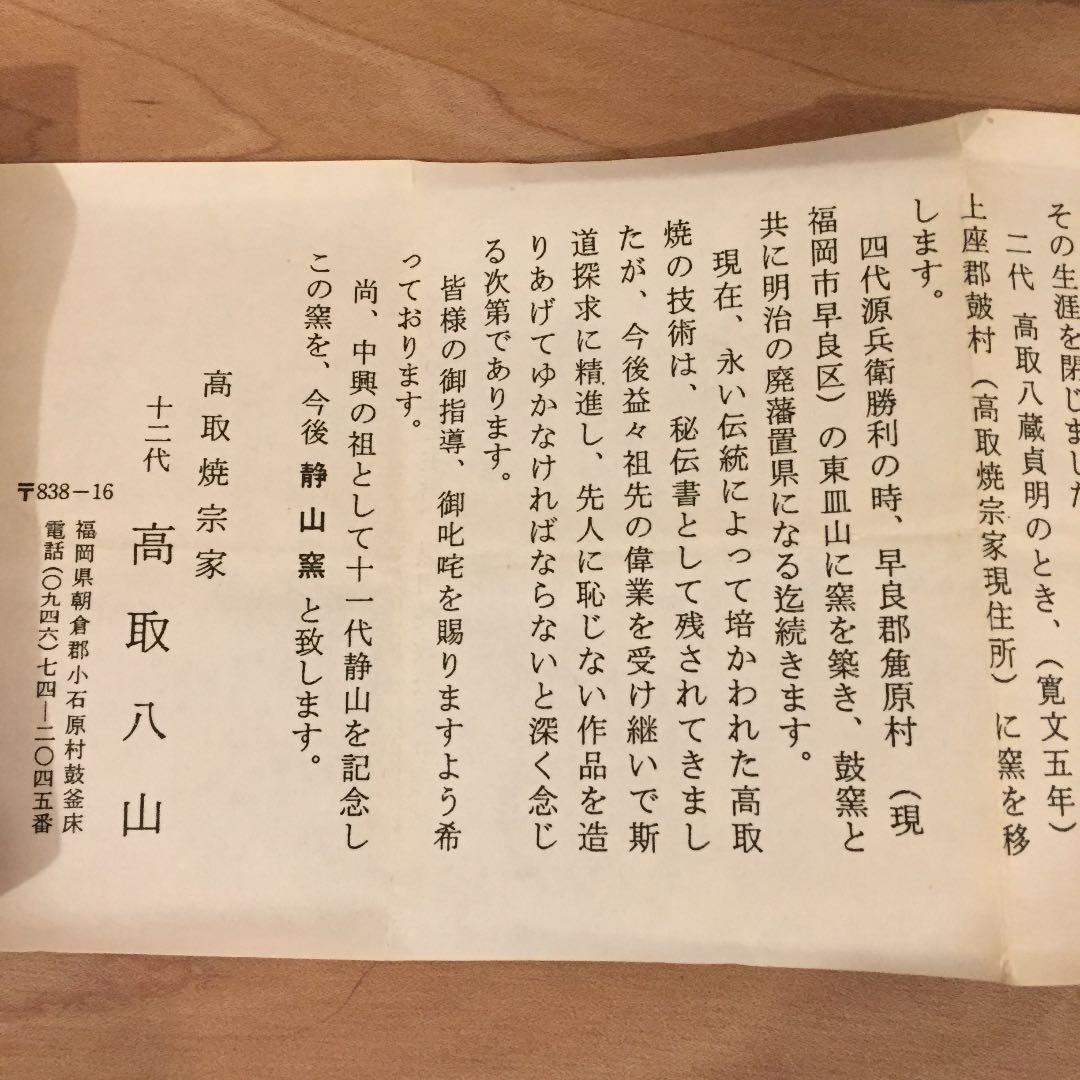 その生涯を閉じました
二代 高取八蔵貞明のとき、（寛文五年）
上座郡鼓村（高取焼宗家現住所）に窯を移
します。
四代源兵衛勝利の時、早良郡麁原村（現
福岡市早良区）の東皿山に窯を築き、鼓窯と
共に明治の廃藩置県になる迄続きます。
現在、永い伝統によって培かわれた高取
焼の技術は、秘伝書として残されてきまし
たが、今後益々祖先の偉業を受け継いで斯
道探求に精進し、先人に恥じない作品を造
りあげてゆかなければならないと深く念じ
る次第であります。
皆様の御指導、御叱咤を賜りますよう希
っております。
尚、中興の祖として十一代静山を記念し
この窯を、今後 静山窯 と致します。
高取焼宗家
十二代 高取八山
〒838-16
福岡県朝倉郡小石原村鼓釜床
電話(〇九四六)七四―二〇四五番